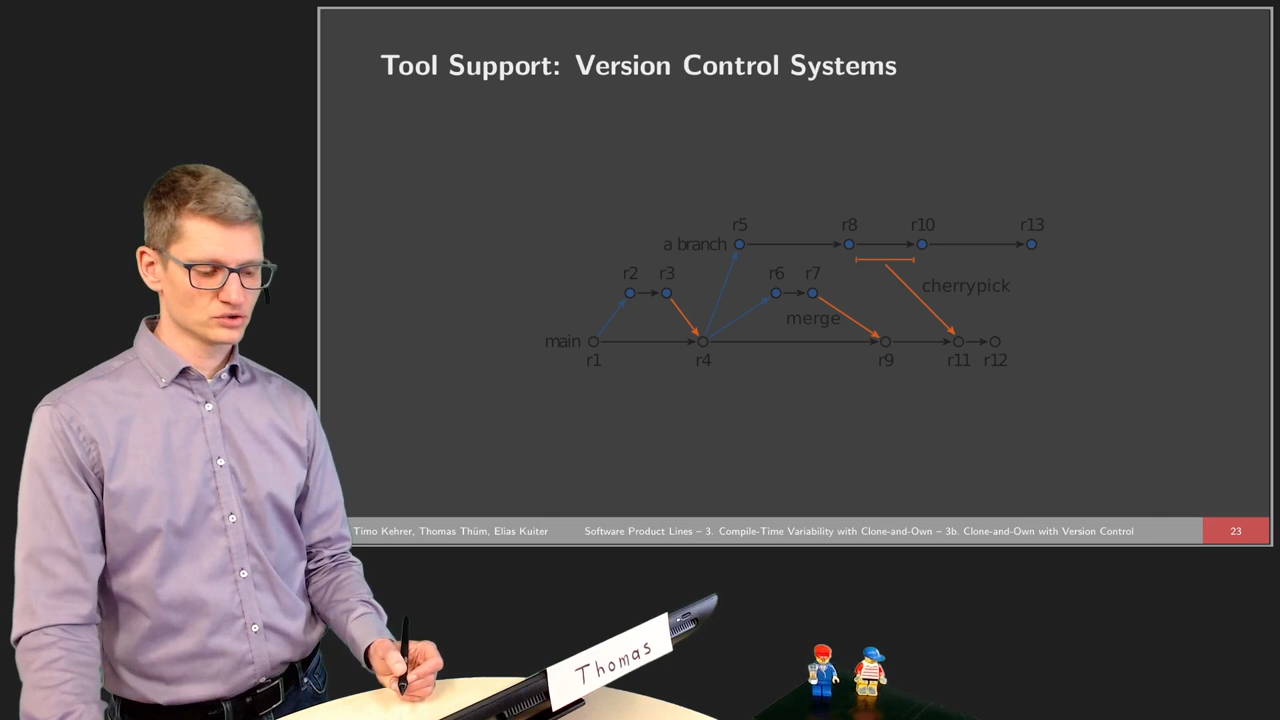 Tool Support: Version Control Systems
r5 r8 r10 r13
a branch
r2 r3 r6 r7
cherrypick
merge
main
r1 r4 r9 r11 r12
Timo Kehrer, Thomas Thüm, Elias Kuiter Software Product Lines – 3. Compile-Time Variability with Clone-and-Own – 3b. Clone-and-Own with Version Control 23
Thomas